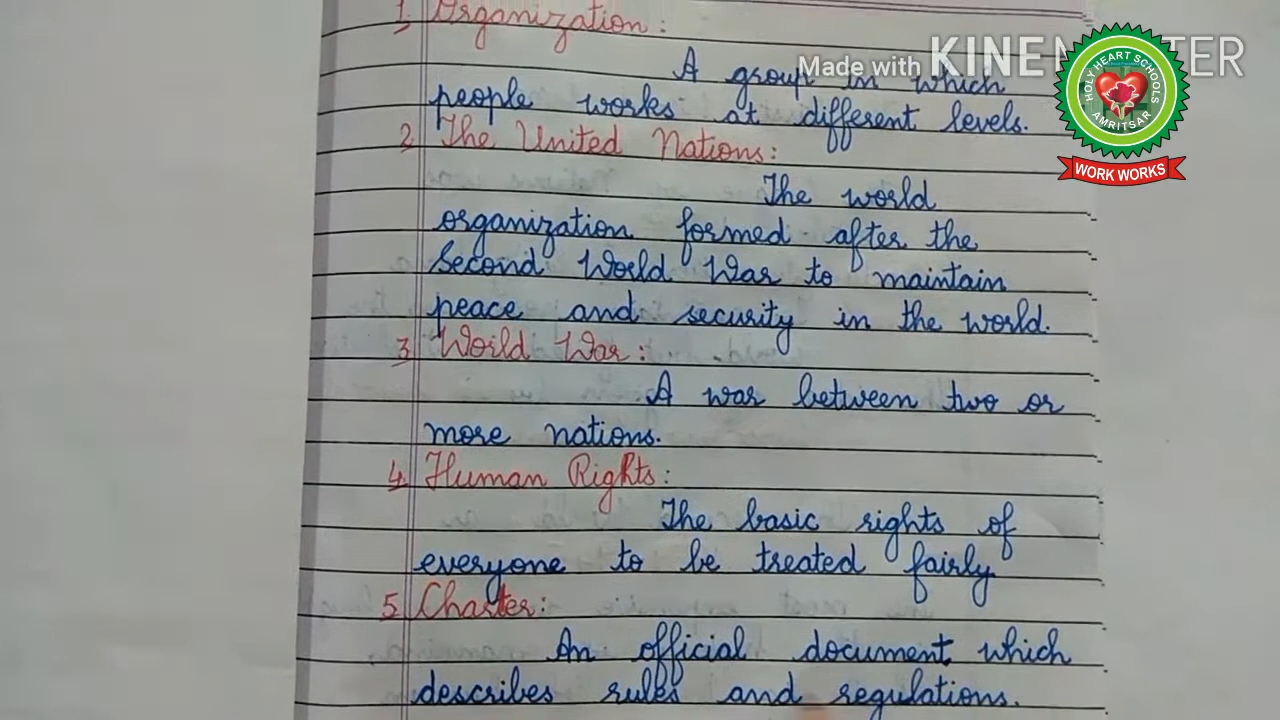 1, Organization:
A group in which
people works at different levels.
2, The United Nations:
The world
organization formed after the
Second World War to maintain
peace and security in the world.
3, World War:
A war between two or
more nations.
4, Human Rights:
The basic rights of
everyone to be treated fairly
5, Charter:
An official document which
describes rules and regulations.
Made with KINEMASTER
HOLY HEART SCHOOLS
AMRITSAR
WORK WORKS